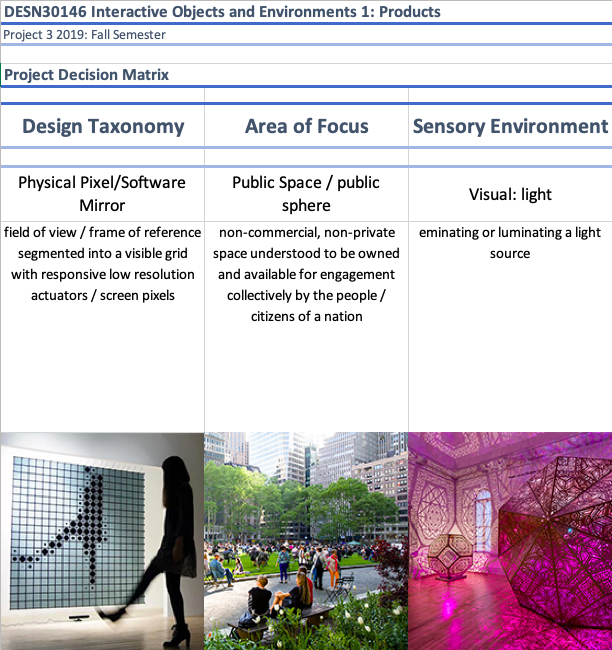 DESN30146 Interactive Objects and Environments 1: Products
Project 3 2019: Fall Semester
Project Decision Matrix
Design Taxonomy
Area of Focus
Sensory Environment
Physical Pixel/Software
Mirror
Public Space / public
sphere
Visual: light
field of view / frame of reference
segmented into a visible grid
with responsive low resolution
actuators / screen pixels
non-commercial, non-private
space understood to be owned
and available for engagement
collectively by the people /
citizens of a nation
eminating or luminating a light
source